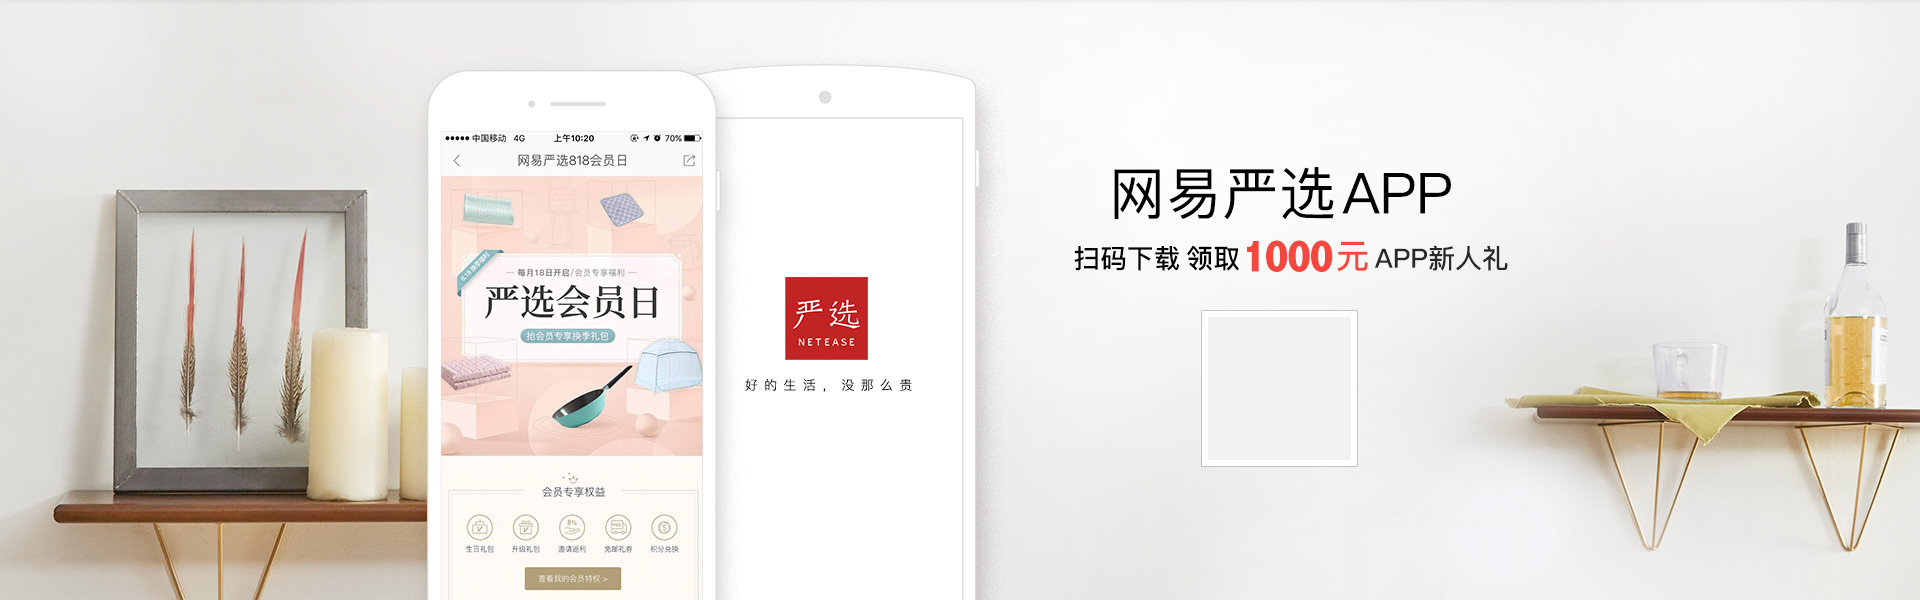 中国移动 4G 上午10:20 70%
网易严选818会员日
8.18 换季福利
每月18日开启/会员专享福利
严选会员日
抢会员专享换季礼包
会员专享权益
8%
FREE
生日礼包 升级礼包 邀请返利 免邮礼券 积分兑换
查看我的会员特权 >
严选
NETEASE
好的生活，没那么贵
网易严选APP
扫码下载 领取1000元 APP新人礼